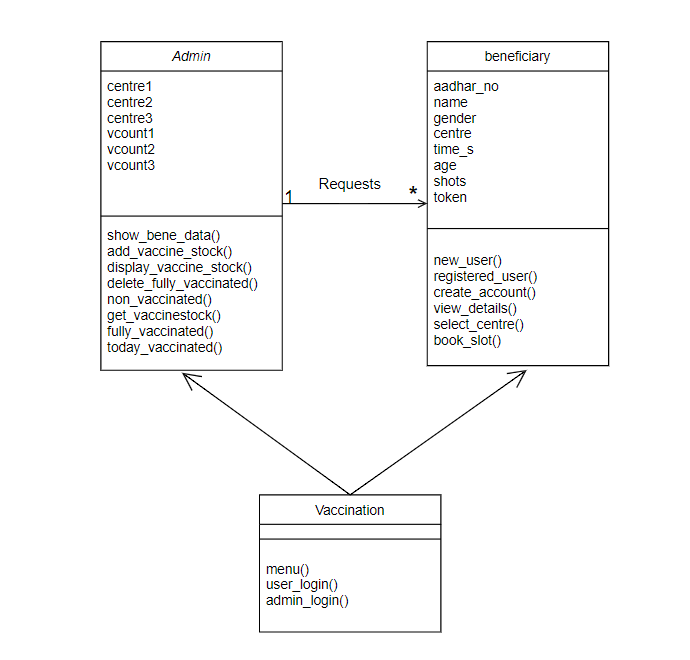 Admin
centre1
centre2
centre3
vcount1
vcount2
vcount3
show_bene_data()
add_vaccine_stock()
display_vaccine_stock()
delete_fully_vaccinated()
non_vaccinated()
get_vaccinestock()
fully_vaccinated()
today_vaccinated()
1 Requests *
beneficiary
aadhar_no
name
gender
centre
time_s
age
shots
token
new_user()
registered_user()
create_account()
view_details()
select_centre()
book_slot()
Vaccination
menu()
user_login()
admin_login()